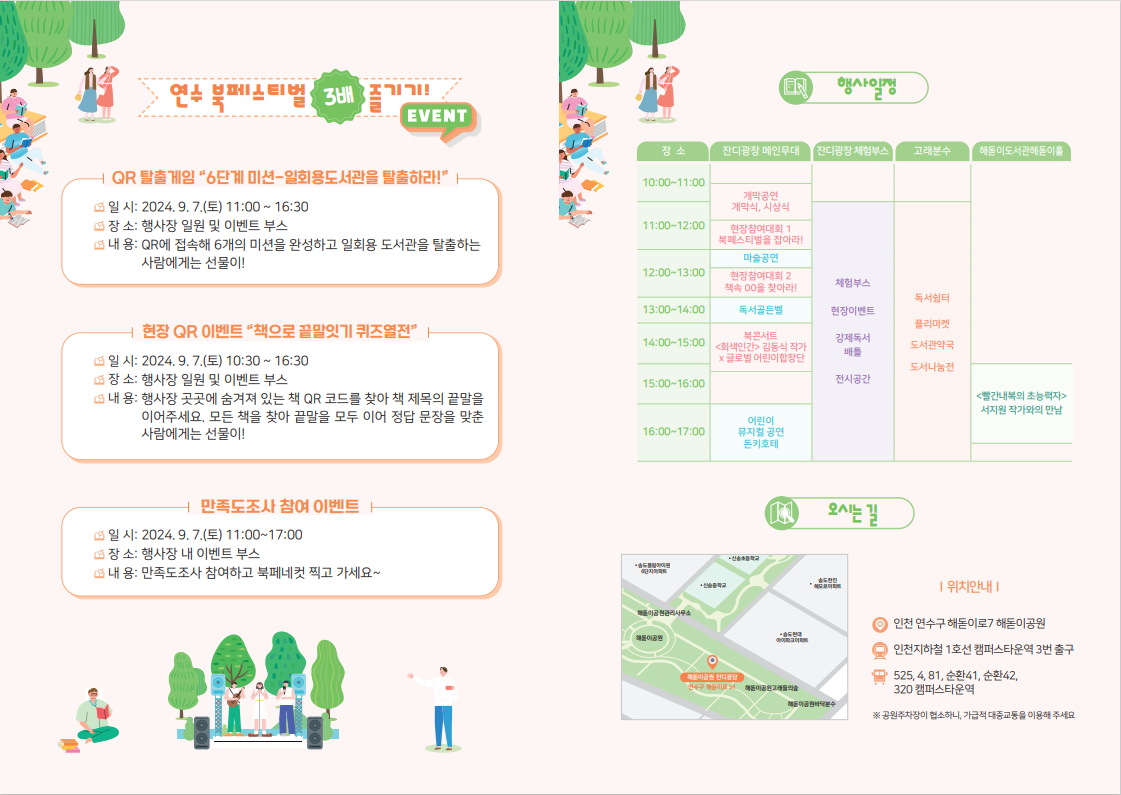 연수 북페스티벌 3배 즐기기!
EVENT
QR 탈출게임 “6단계 미션-일회용도서관을 탈출하라!”
일 시: 2024. 9. 7.(토) 11:00 ~ 16:30
장 소: 행사장 일원 및 이벤트 부스
내 용: QR에 접속해 6개의 미션을 완성하고 일회용 도서관을 탈출하는
사람에게는 선물이!
현장 QR 이벤트 “책으로 끝말잇기 퀴즈열전”
일 시: 2024. 9. 7.(토) 10:30 ~ 16:30
장 소: 행사장 일원 및 이벤트 부스
내 용: 행사장 곳곳에 숨겨져 있는 책 QR 코드를 찾아 책 제목의 끝말을
이어주세요. 모든 책을 찾아 끝말을 모두 이어 정답 문장을 맞춘
사람에게는 선물이!
만족도조사 참여 이벤트
일 시: 2024. 9. 7.(토) 11:00~17:00
장 소: 행사장 내 이벤트 부스
내 용: 만족도조사 참여하고 북페네컷 찍고 가세요~
행사일정
장 소 잔디광장 메인무대 잔디광장 체험부스 고래분수 해돋이도서관해돋이홀
10:00~11:00
개막공연
개막식, 시상식
11:00~12:00
현장참여대회 1
북페스티벌을 잡아라!
마술공연
12:00~13:00
현장참여대회 2
책속 00을 찾아라!
13:00~14:00
독서골든벨
14:00~15:00
북콘서트
<회색인간> 김동식 작가
x 글로벌 어린이합창단
15:00~16:00
16:00~17:00
어린이
뮤지컬 공연
돈키호테
체험부스
현장이벤트
강제독서
배틀
전시공간
독서쉼터
플리마켓
도서관약국
도서나눔전
<빨간내복의 초능력자>
서지원 작가와의 만남
오시는 길
신송초등학교
송도풍림아이원
6단지아파트
신송중학교
송도한진
해모로아파트
해돋이공원관리사무소
해돋이공원
송도현대
아이파크아파트
해돋이공원 잔디광장
연수구 해돋이로 91
해돋이공원고래들의숲
해돋이공원바닥분수
| 위치안내 |
인천 연수구 해돋이로7 해돋이공원
인천지하철 1호선 캠퍼스타운역 3번 출구
525, 4, 81, 순환41, 순환42,
320 캠퍼스타운역
※ 공원주차장이 협소하니, 가급적 대중교통을 이용해 주세요